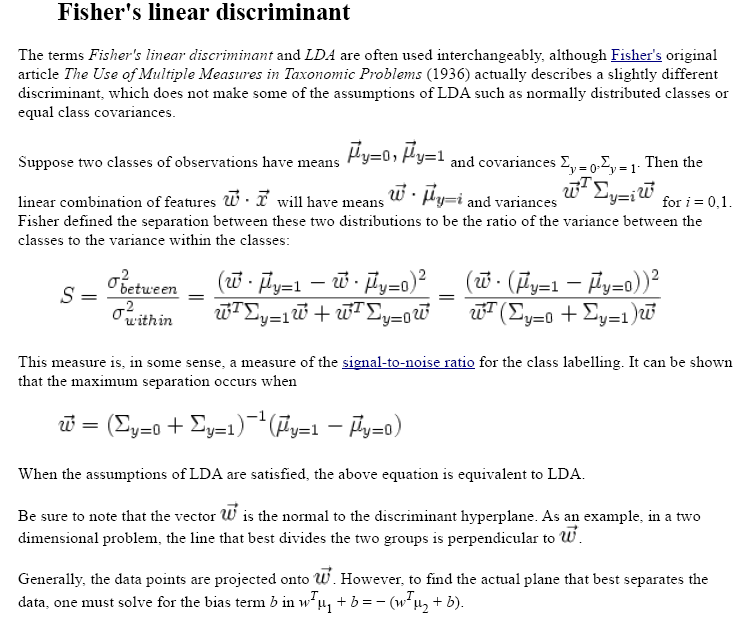 Fisher's linear discriminant
The terms Fisher's linear discriminant and LDA are often used interchangeably, although Fisher's original
article The Use of Multiple Measures in Taxonomic Problems (1936) actually describes a slightly different
discriminant, which does not make some of the assumptions of LDA such as normally distributed classes or
equal class covariances.
Suppose two classes of observations have means $\vec{\mu}_{y=0}, \vec{\mu}_{y=1}$ and covariances $\Sigma_{y=0}, \Sigma_{y=1}$. Then the
linear combination of features $\vec{w} \cdot \vec{x}$ will have means $\vec{w} \cdot \vec{\mu}_{y=i}$ and variances $\vec{w}^T \Sigma_{y=i} \vec{w}$ for i = 0,1.
Fisher defined the separation between these two distributions to be the ratio of the variance between the
classes to the variance within the classes:
$S = \frac{\sigma^2_{between}}{\sigma^2_{within}} = \frac{(\vec{w} \cdot \vec{\mu}_{y=1} - \vec{w} \cdot \vec{\mu}_{y=0})^2}{\vec{w}^T \Sigma_{y=1} \vec{w} + \vec{w}^T \Sigma_{y=0} \vec{w}} = \frac{(\vec{w} \cdot (\vec{\mu}_{y=1} - \vec{\mu}_{y=0}))^2}{\vec{w}^T (\Sigma_{y=0} + \Sigma_{y=1}) \vec{w}}$
This measure is, in some sense, a measure of the signal-to-noise ratio for the class labelling. It can be shown
that the maximum separation occurs when
$\vec{w} = (\Sigma_{y=0} + \Sigma_{y=1})^{-1} (\vec{\mu}_{y=1} - \vec{\mu}_{y=0})$
When the assumptions of LDA are satisfied, the above equation is equivalent to LDA.
Be sure to note that the vector $\vec{w}$ is the normal to the discriminant hyperplane. As an example, in a two
dimensional problem, the line that best divides the two groups is perpendicular to $\vec{w}$.
Generally, the data points are projected onto $\vec{w}$. However, to find the actual plane that best separates the
data, one must solve for the bias term b in $w^T \mu_1 + b = -(w^T \mu_2 + b)$.